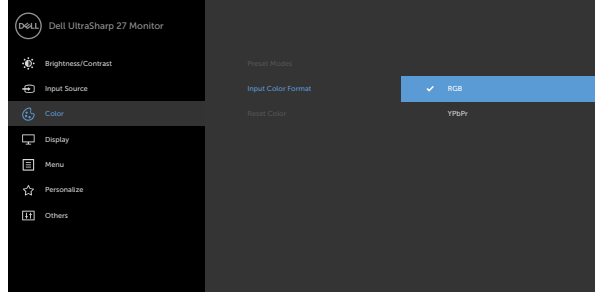 DELL
Dell UltraSharp 27 Monitor
Brightness/Contrast
Input Source
Color
Display
Menu
Personalize
Others
Preset Modes
Input Color Format
Reset Color
RGB
YPbPr